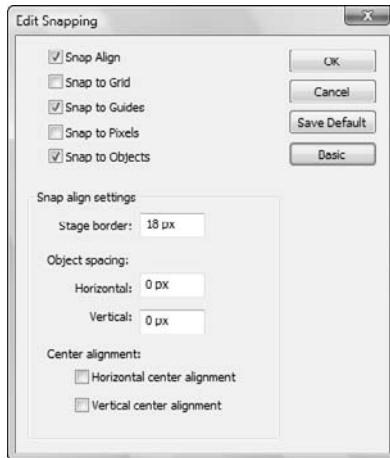 Edit Snapping
Snap Align
Snap to Grid
Snap to Guides
Snap to Pixels
Snap to Objects
OK
Cancel
Save Default
Basic
Snap align settings
Stage border: 18 px
Object spacing:
Horizontal: 0 px
Vertical: 0 px
Center alignment:
Horizontal center alignment
Vertical center alignment